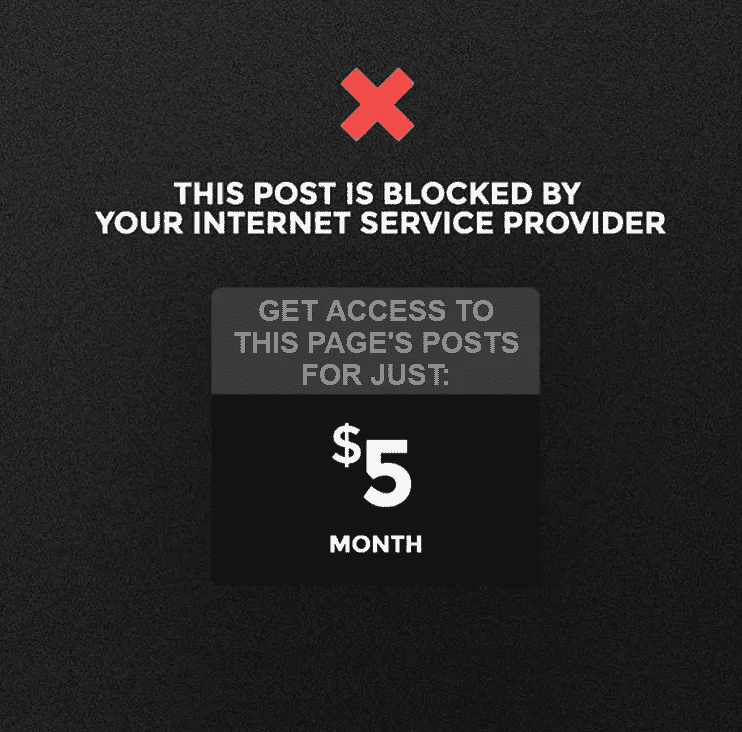 THIS POST IS BLOCKED BY
YOUR INTERNET SERVICE PROVIDER
GET ACCESS TO
THIS PAGE'S POSTS
FOR JUST:
$5
MONTH